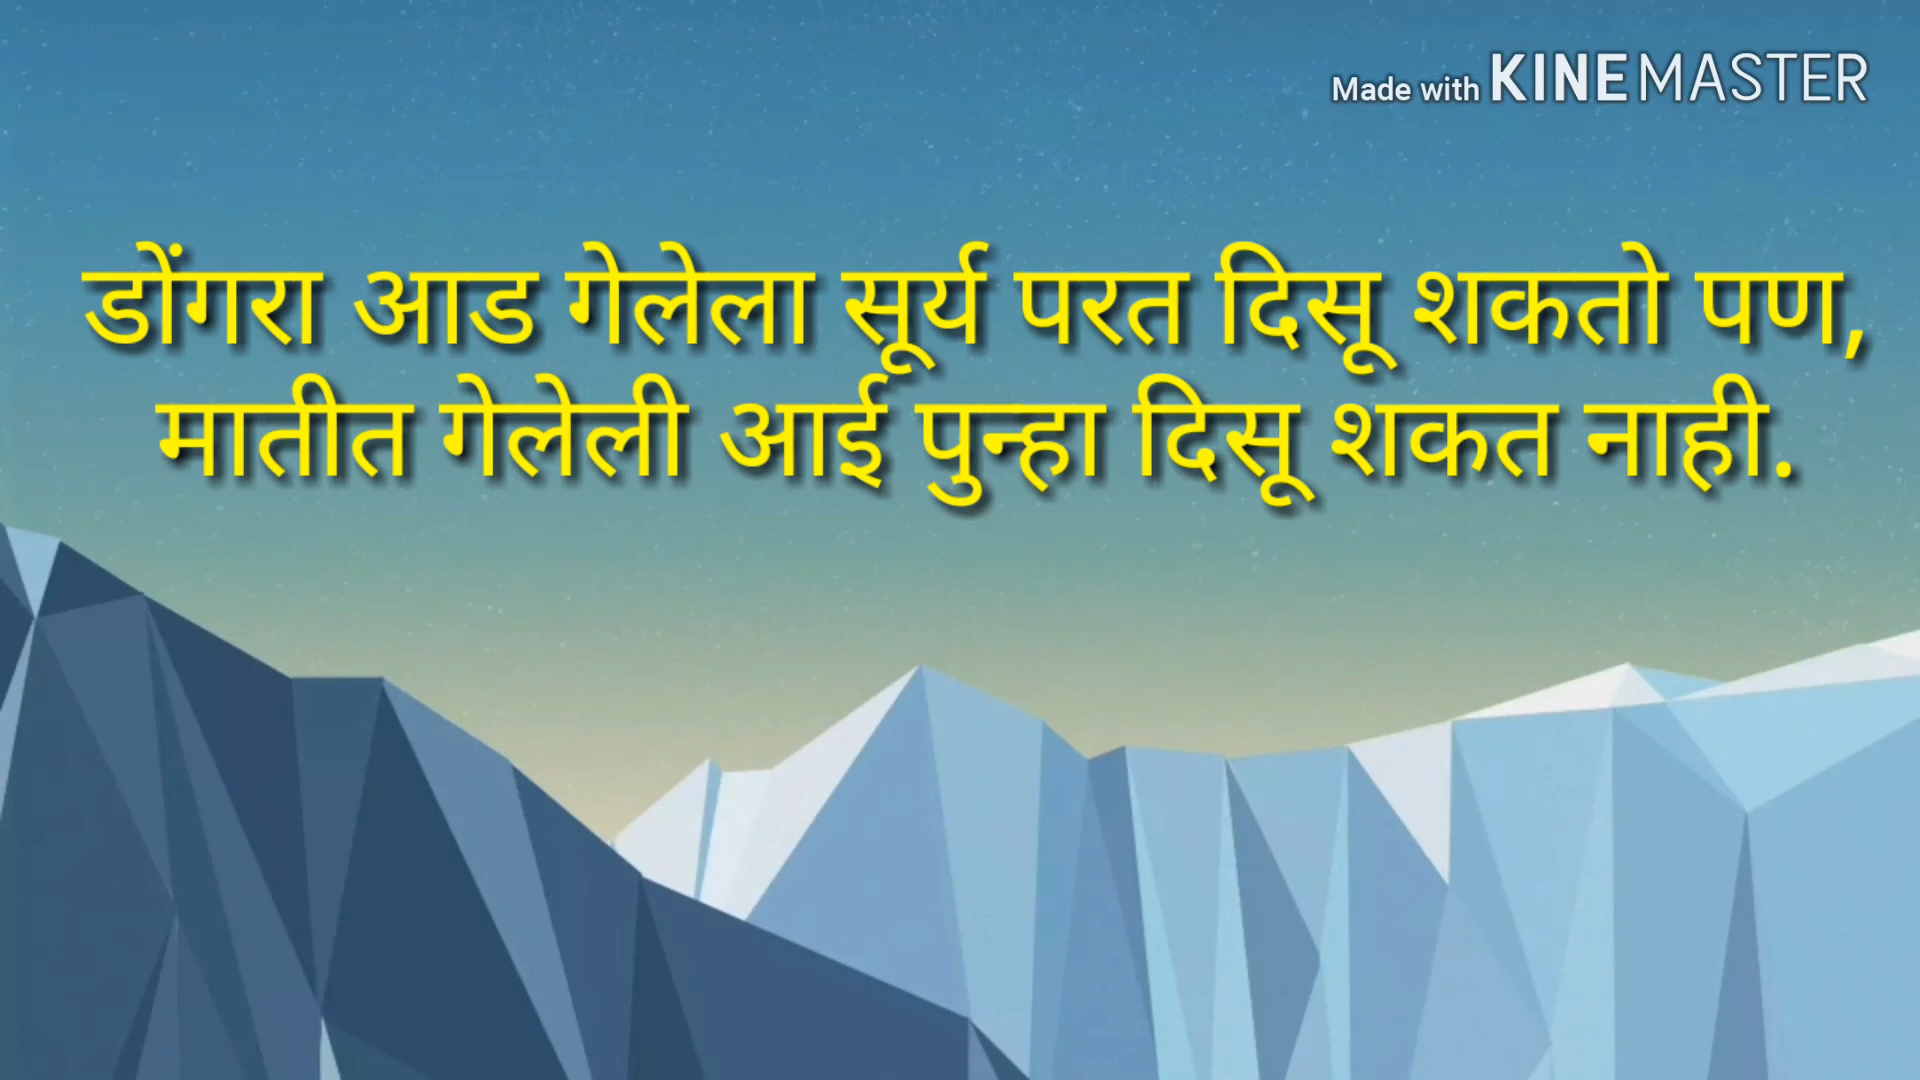 Made with KINEMASTER
डोंगरा आड गेलेला सूर्य परत दिसू शकतो पण,
मातीत गेलेली आई पुन्हा दिसू शकत नाही.